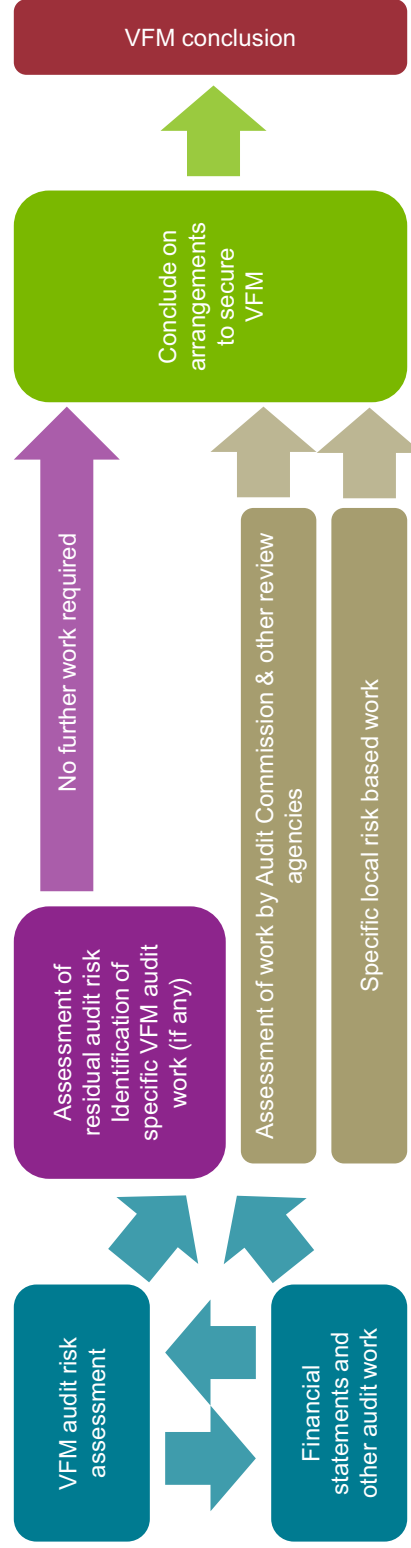 VFM audit risk
assessment
Financial
statements and
other audit work
Assessment of
residual audit risk
Identification of
specific VFM audit
work (if any)
No further work required
Assessment of work by Audit Commission & other review
agencies
Specific local risk based work
Conclude on
arrangements
to secure
VFM
VFM conclusion